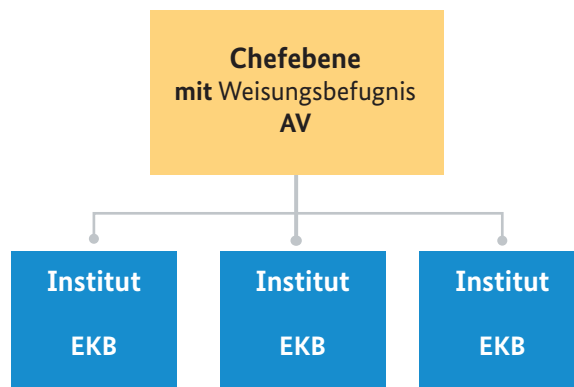 Chefebene
mit Weisungsbefugnis
AV
Institut
EKB
Institut
EKB
Institut
EKB